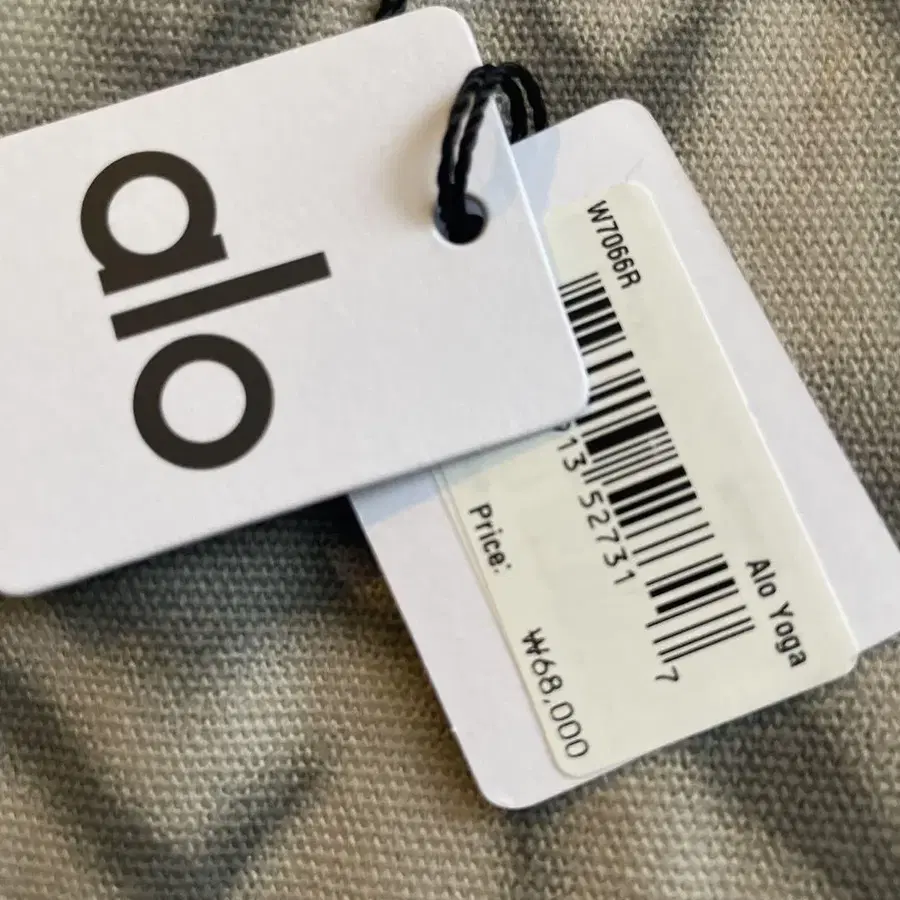 alo
W7066R
13 52731 7
Alo Yoga
Price:
₩68,000